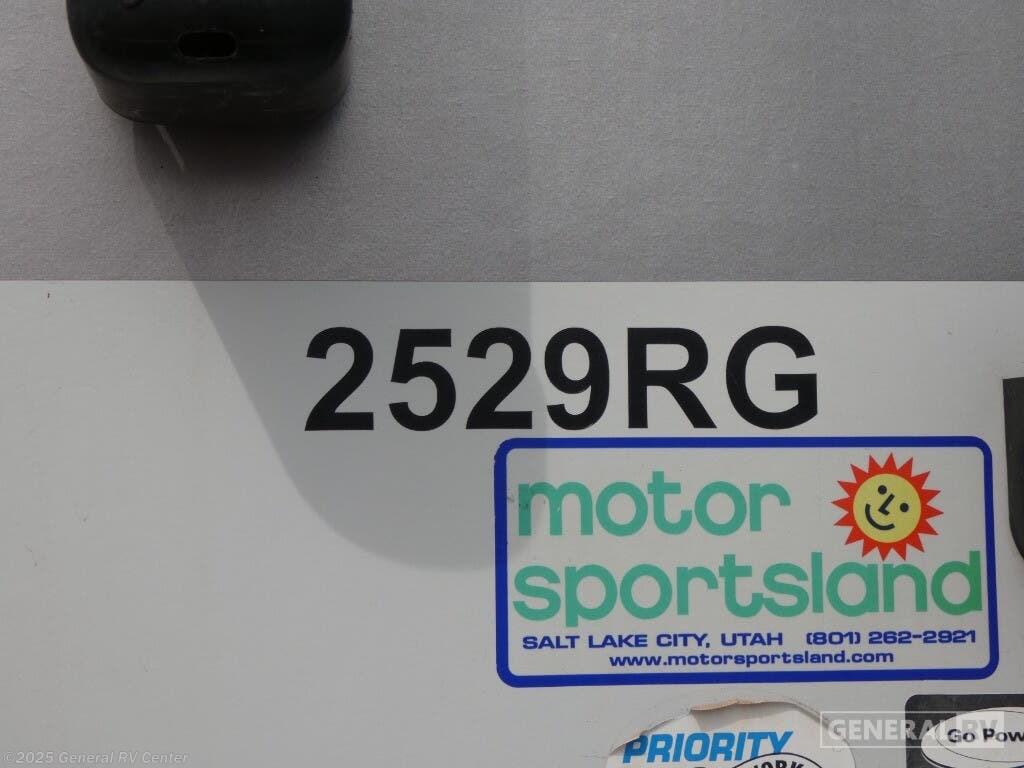 2529RG
motor
sportsland
SALT LAKE CITY, UTAH (801) 262-2921
www.motorsportsland.com
PRIORITY
GENERAL RV
Go
©2025 General RV Center